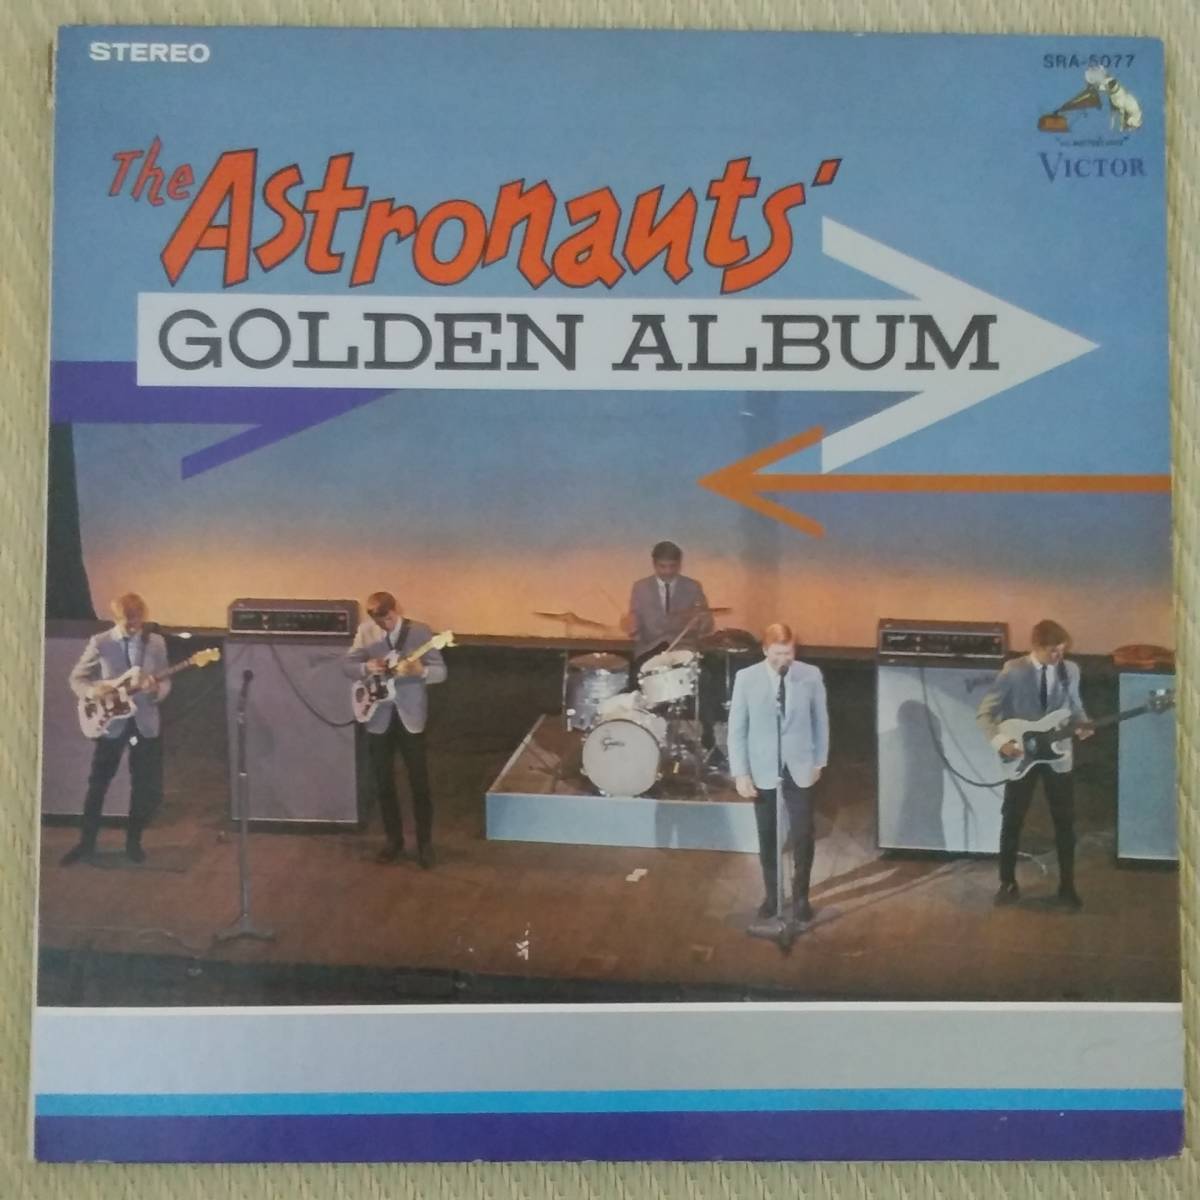 STEREO
SRA-5077
VICTOR
The Astronauts'
GOLDEN ALBUM